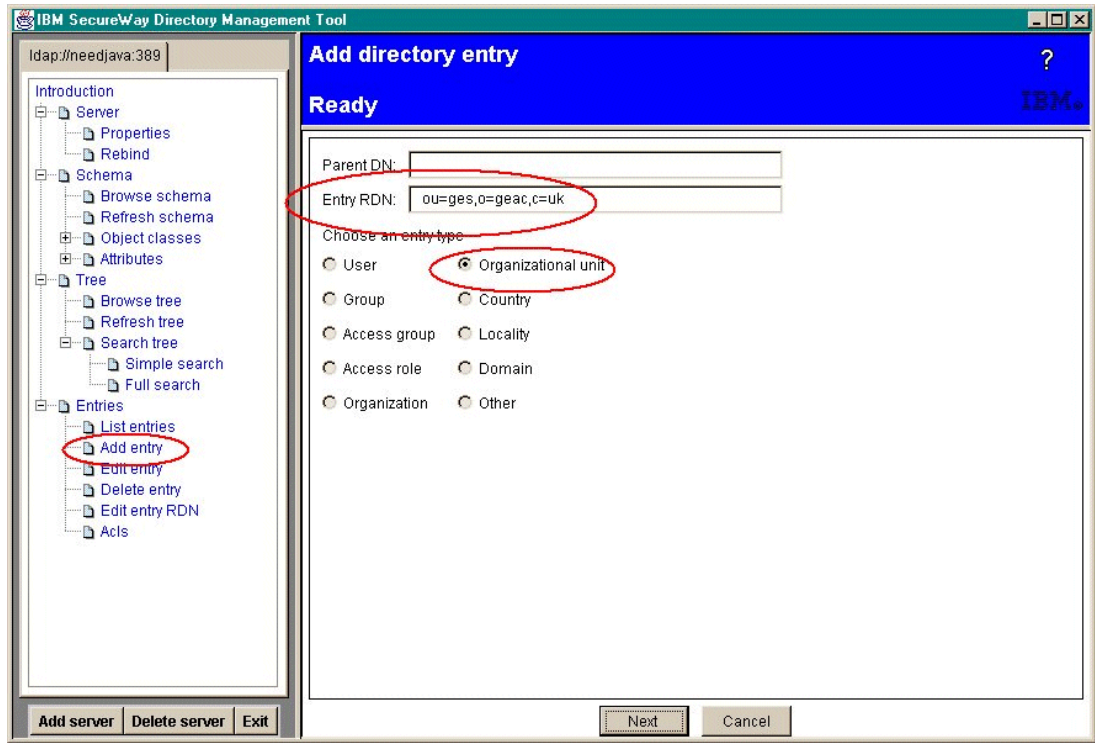 IBM SecureWay Directory Management Tool
ldap://needjava:389
Introduction
Server
Properties
Rebind
Schema
Browse schema
Refresh schema
Object classes
Attributes
Tree
Browse tree
Refresh tree
Search tree
Simple search
Full search
Entries
List entries
Add entry
Edit entry
Delete entry
Edit entry RDN
Acls
Add server Delete server Exit
Add directory entry
?
Ready
IBM®
Parent DN:
Entry RDN: ou=ges,o=geac,c=uk
Choose an entry type
User Organizational unit
Group Country
Access group Locality
Access role Domain
Organization Other
Next Cancel